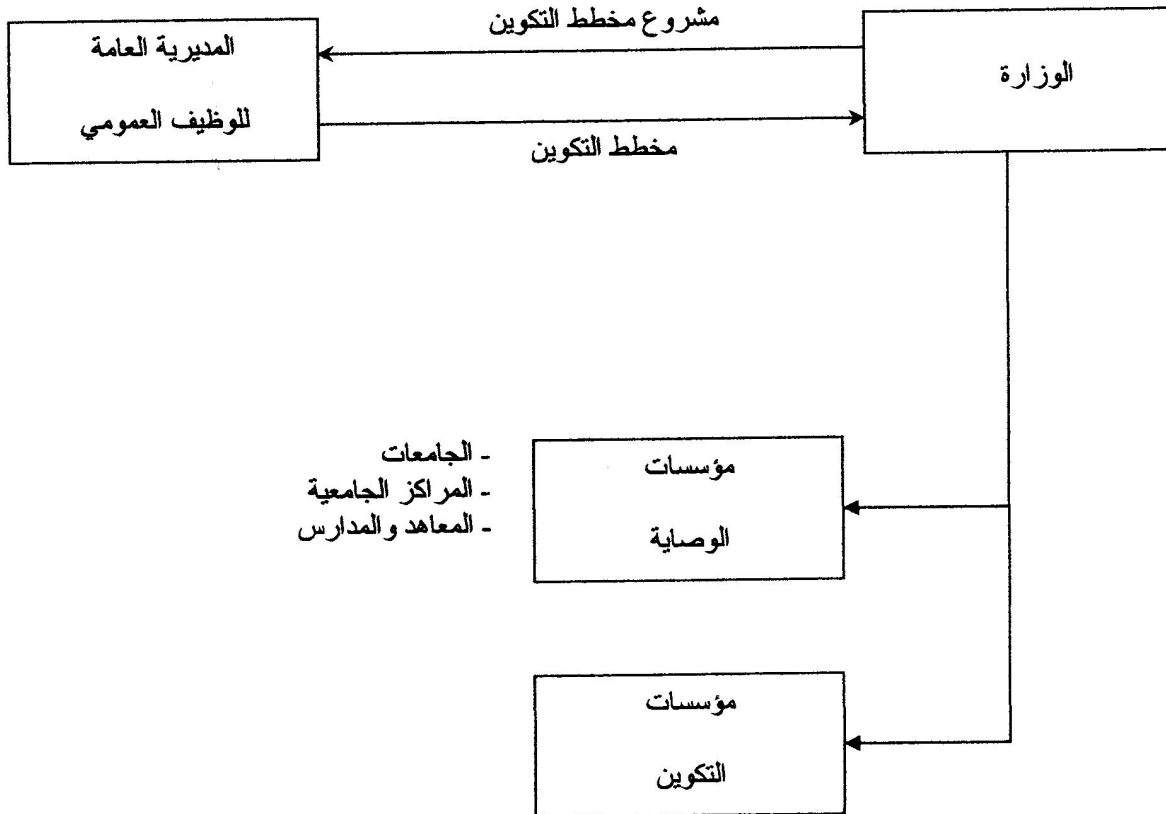 مشروع مخطط التكوين
الوزارة
المديرية العامة
للوظيف العمومي
مخطط التكوين
مؤسسات
الوصاية
- الجامعات
- المراكز الجامعية
- المعاهد والمدارس
مؤسسات
التكوين